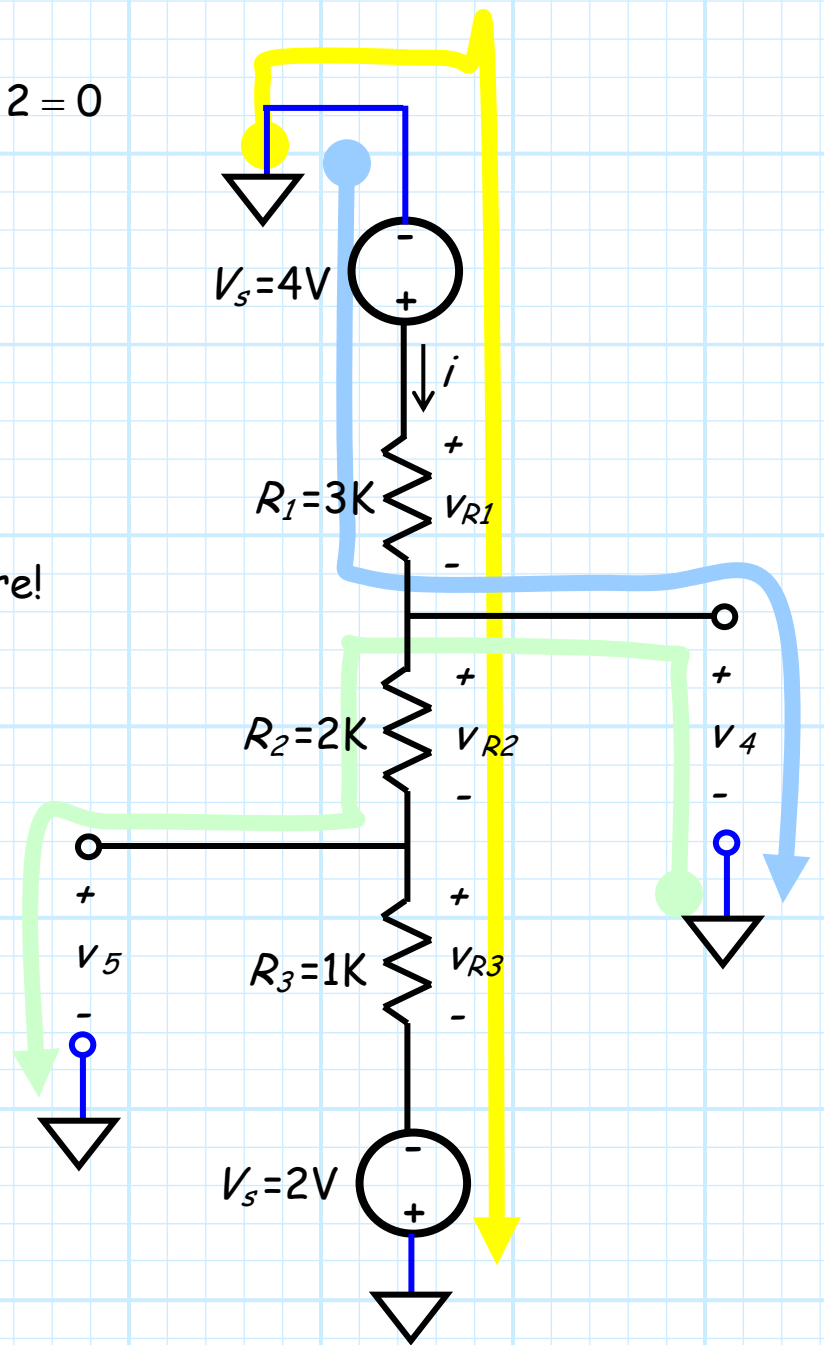 2 = 0
-
Vs=4V
+
i
+
R1=3K
vR1
-
re!
+
+
R2=2K
vR2
v4
-
-
+
+
v5
R3=1K
vR3
-
-
-
Vs=2V
+